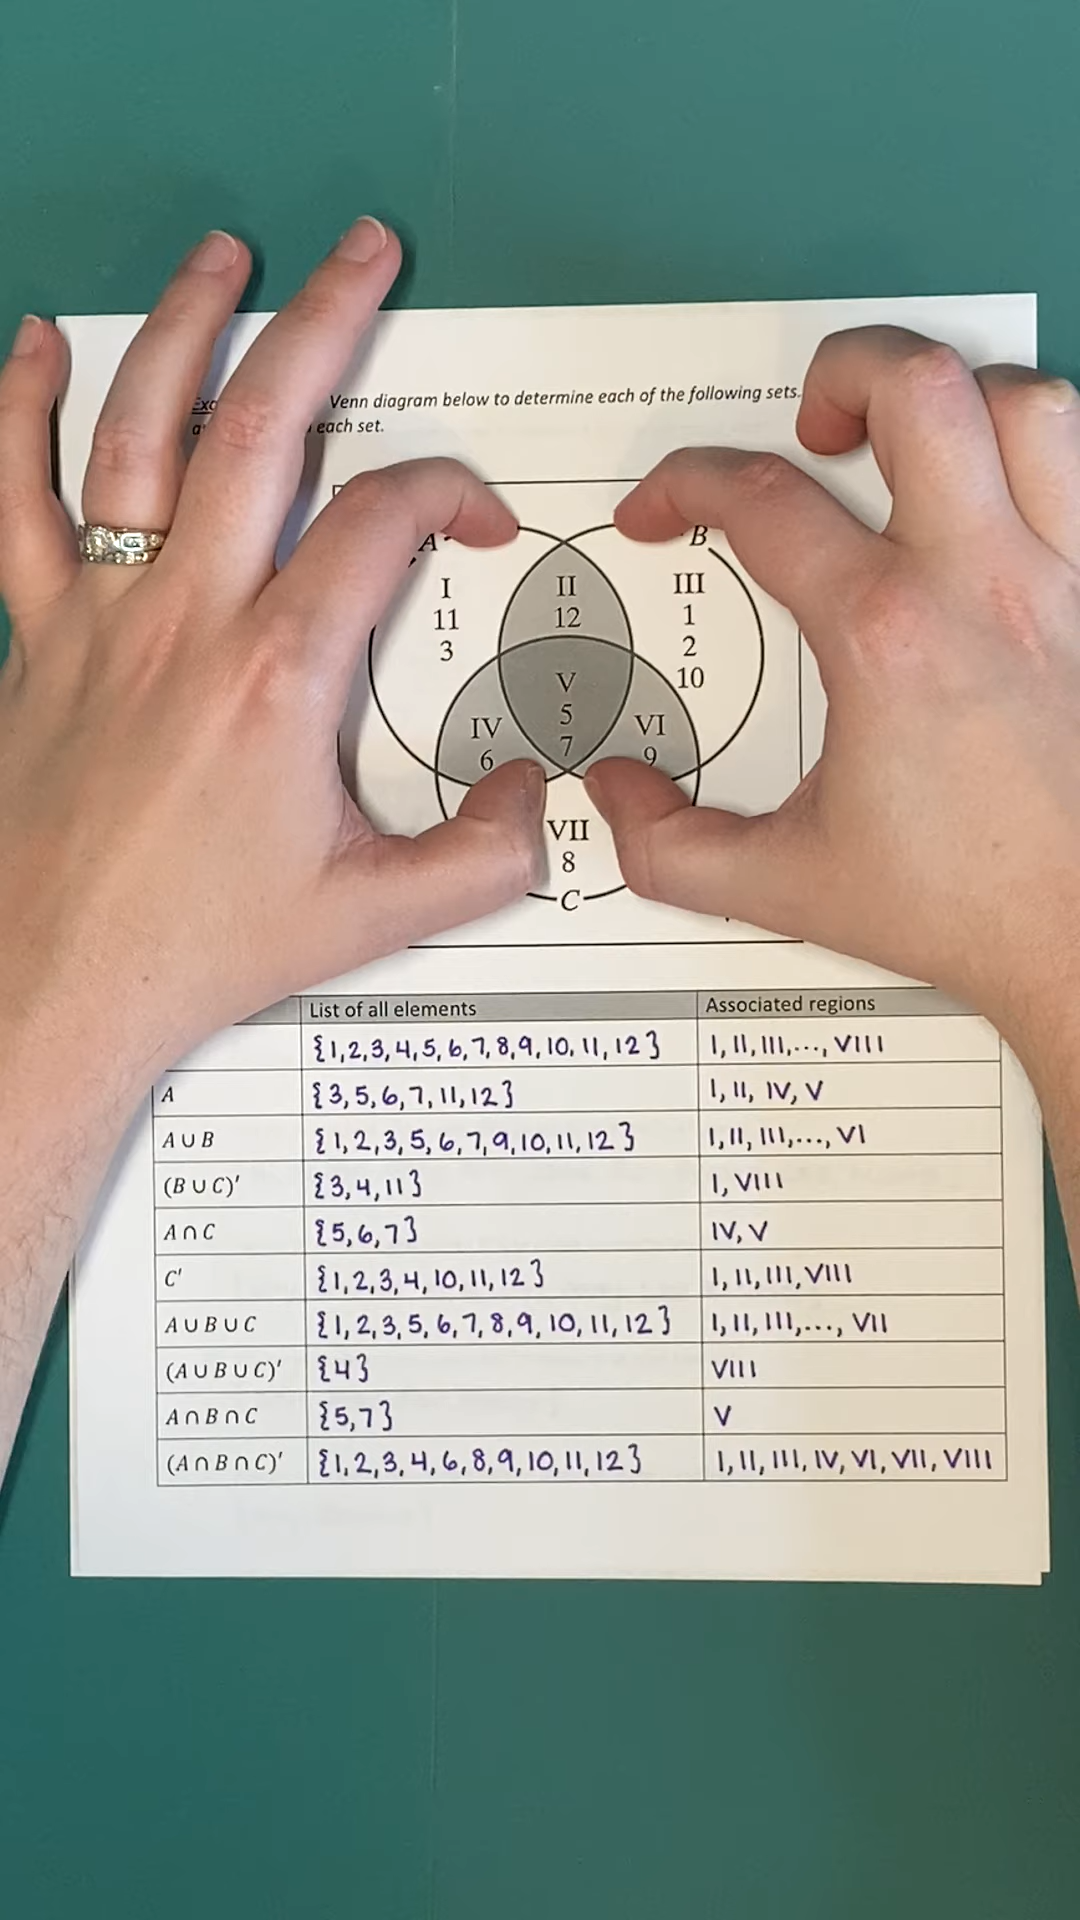 Venn diagram below to determine each of the following sets.
each set.
A
B
I
11
3
II
12
III
1
2
10
V
5
7
IV
6
VI
9
VII
8
C
List of all elements Associated regions
{1,2,3,4,5,6,7,8,9,10,11,12} I,II,III,...,VIII
A {3,5,6,7,11,12} I,II,IV,V
A∪B {1,2,3,5,6,7,9,10,11,12} I,II,III,...,VI
(B∪C)' {3,4,11} I,VIII
A∩C {5,6,7} IV,V
C' {1,2,3,4,10,11,12} I,II,III,VIII
A∪B∪C {1,2,3,5,6,7,8,9,10,11,12} I,II,III,...,VII
(A∪B∪C)' {4} VIII
A∩B∩C {5,7} V
(A∩B∩C)' {1,2,3,4,6,8,9,10,11,12} I,II,III,IV,VI,VII,VIII